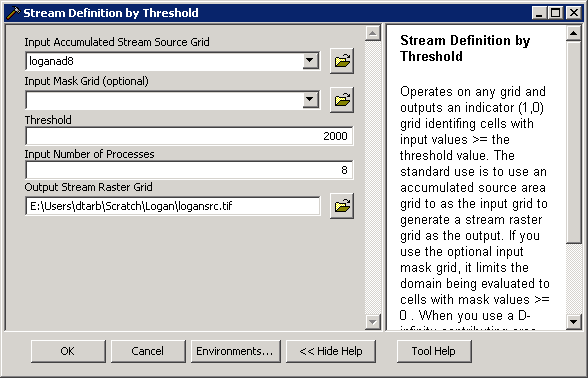 Stream Definition by Threshold
Input Accumulated Stream Source Grid
loganad8
Input Mask Grid (optional)
Threshold
2000
Input Number of Processes
8
Output Stream Raster Grid
E:\Users\dtarb\Scratch\Logan\logansrc.tif
Stream Definition by
Threshold
Operates on any grid and
outputs an indicator (1,0)
grid identifing cells with
input values >= the
threshold value. The
standard use is to use an
accumulated source area
grid to as the input grid to
generate a stream raster
grid as the output. If you
use the optional input
mask grid, it limits the
domain being evaluated to
cells with mask values >=
0 . When you use a D-
infinity contributing area
OK
Cancel
Environments...
<< Hide Help
Tool Help